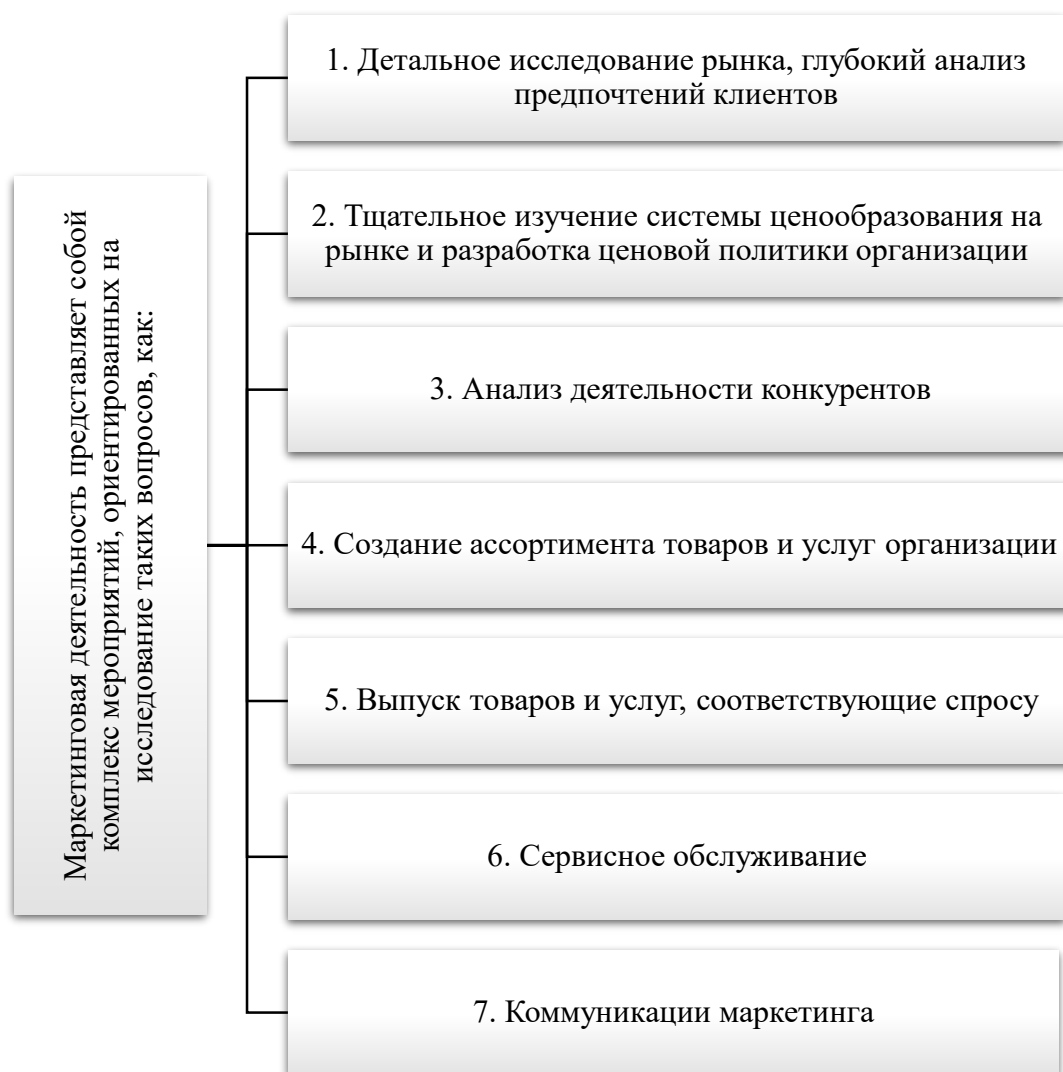 Маркетинговая деятельность представляет собой
комплекс мероприятий, ориентированных на
исследование таких вопросов, как:
1. Детальное исследование рынка, глубокий анализ
предпочтений клиентов
2. Тщательное изучение системы ценообразования на
рынке и разработка ценовой политики организации
3. Анализ деятельности конкурентов
4. Создание ассортимента товаров и услуг организации
5. Выпуск товаров и услуг, соответствующие спросу
6. Сервисное обслуживание
7. Коммуникации маркетинга